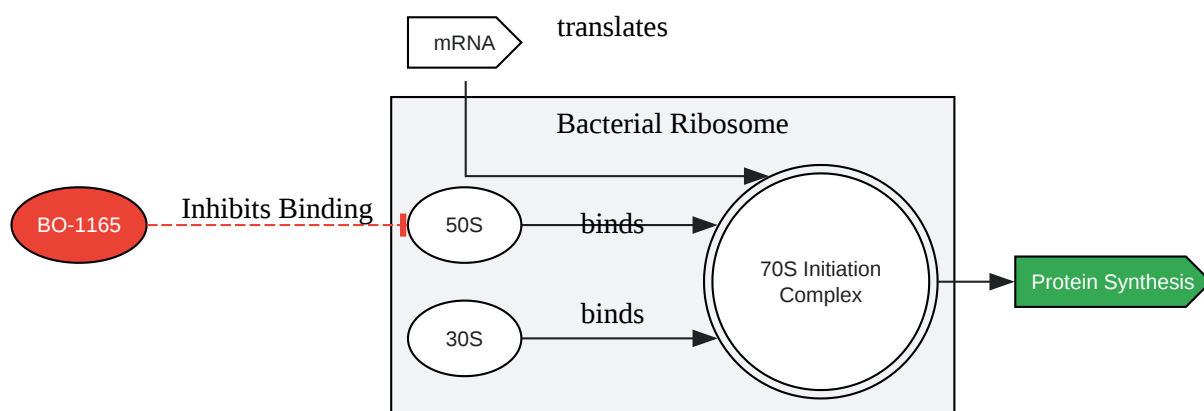 mRNA
translates
Bacterial Ribosome
BO-1165
Inhibits Binding
50S
binds
70S Initiation
Complex
Protein Synthesis
30S
binds